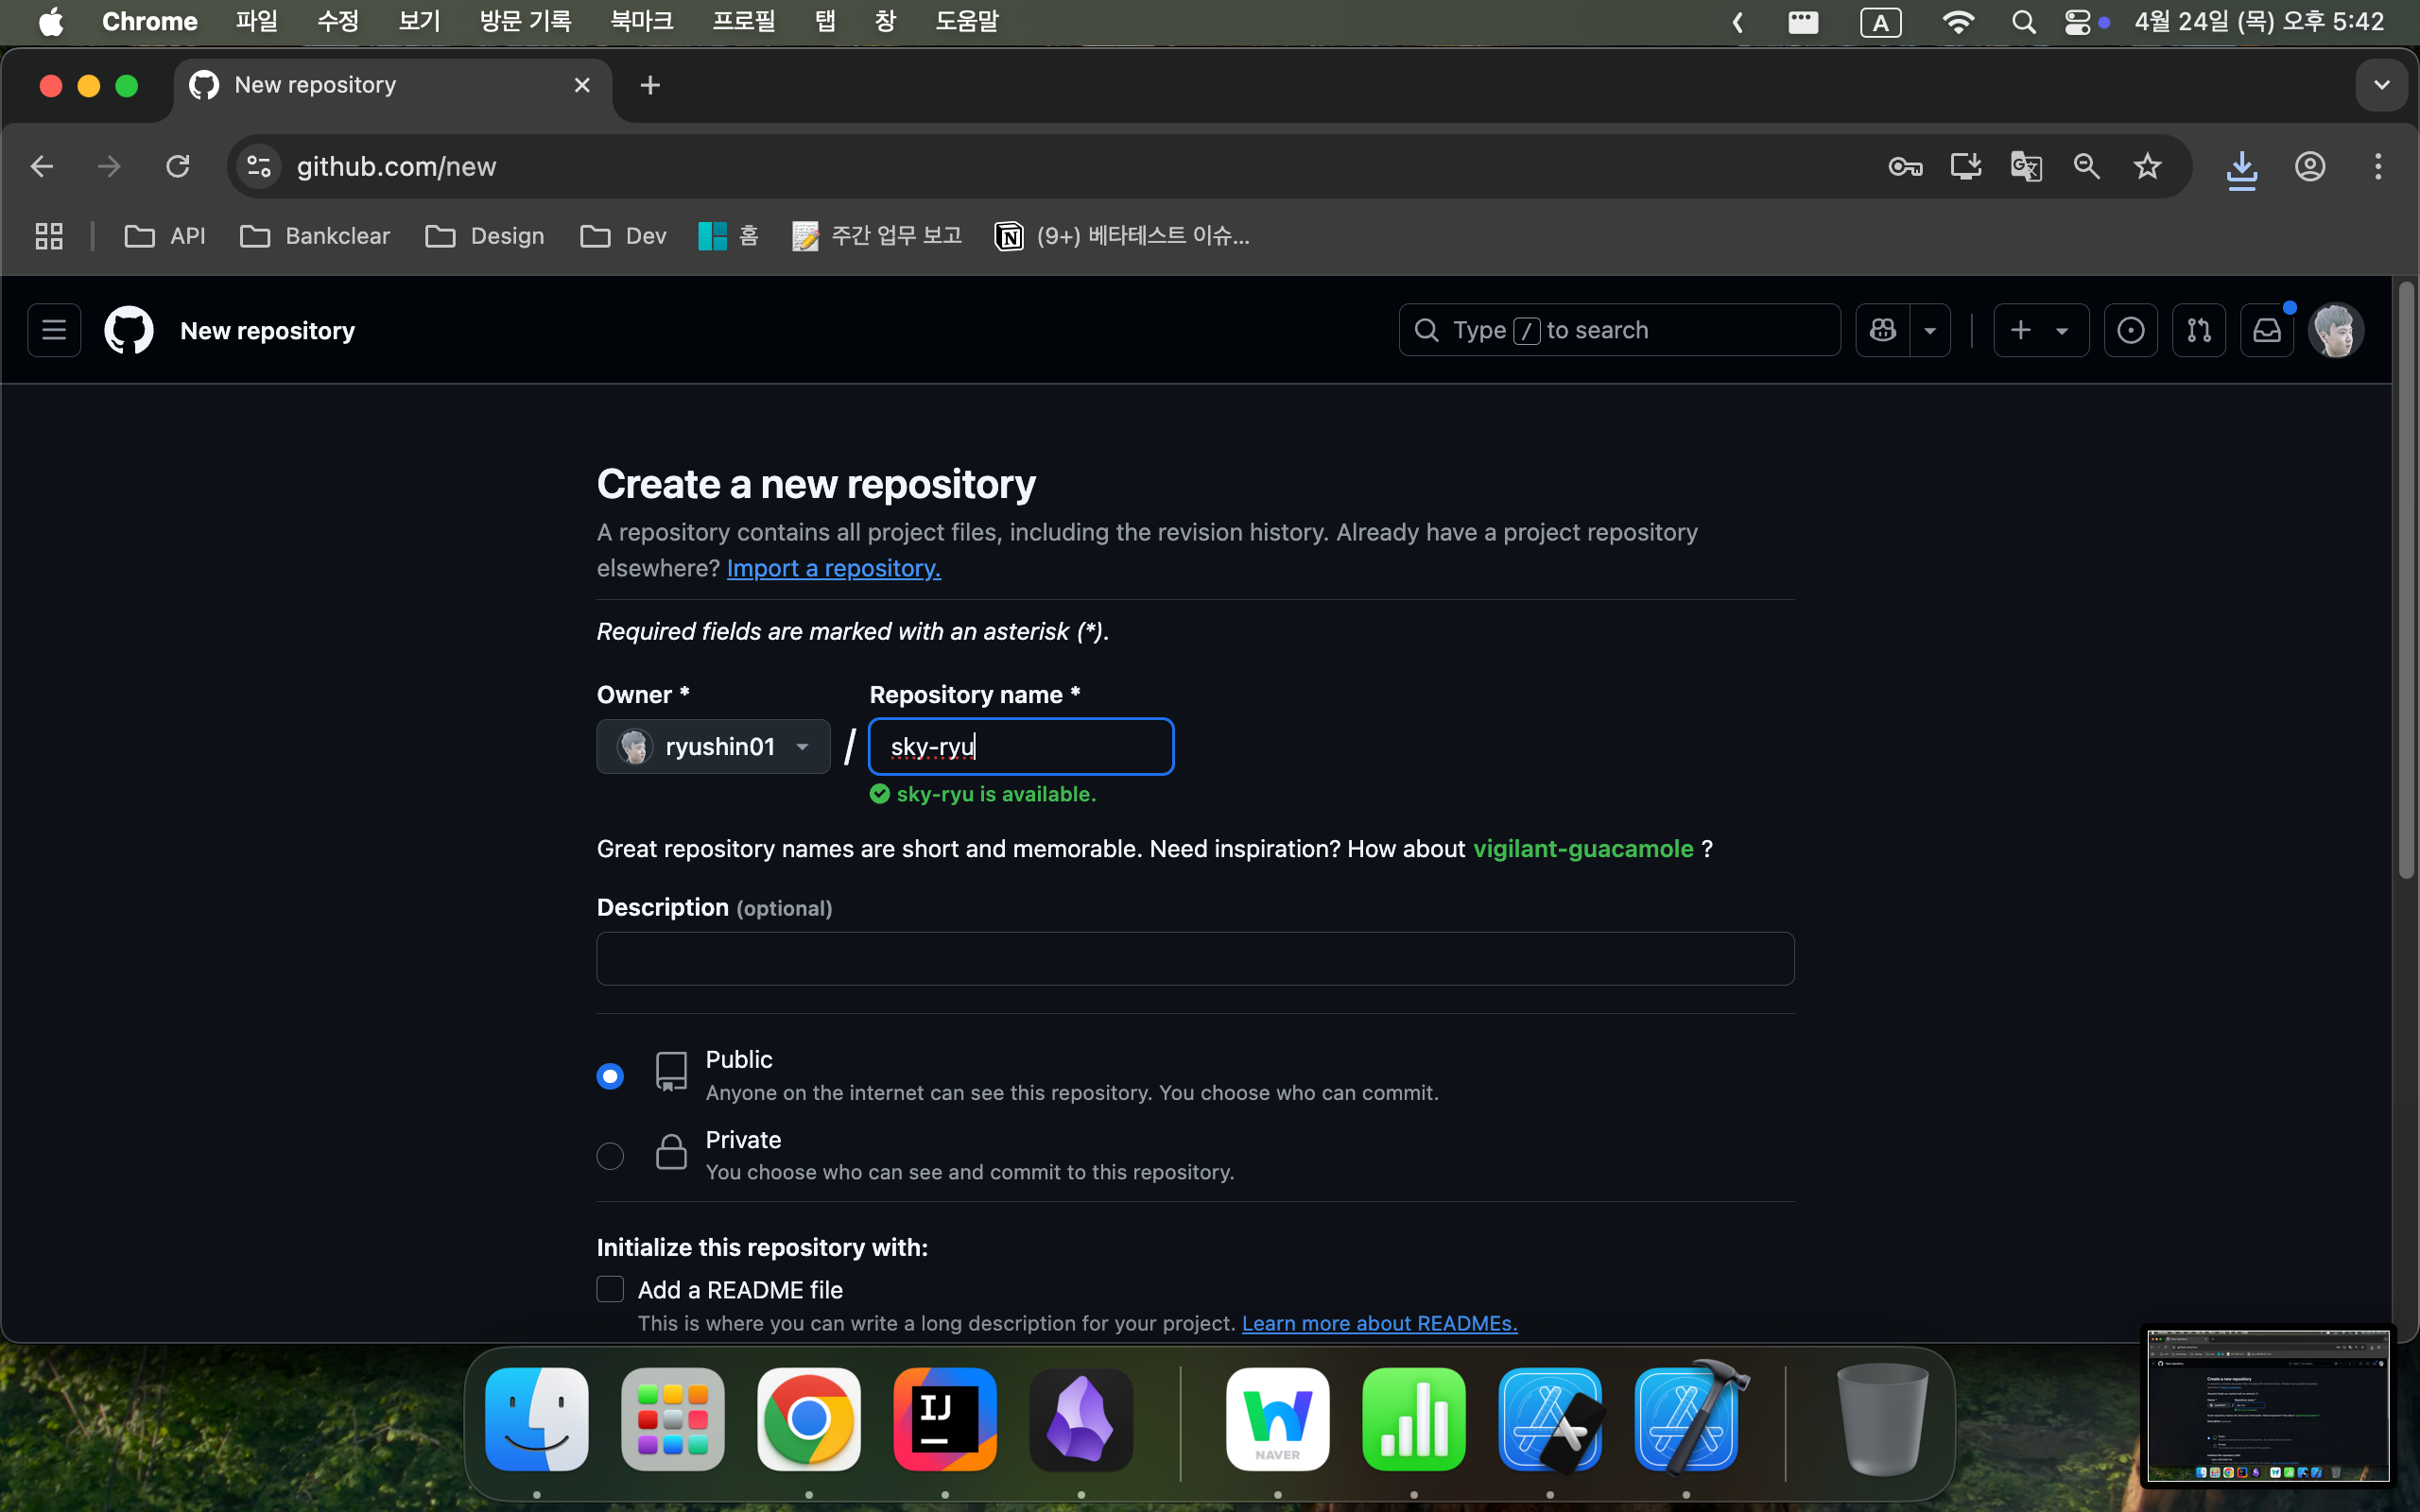 Chrome 파일 수정 보기 방문 기록 북마크 프로필 탭 창 도움말 A 4월 24일 (목) 오후 5:42
New repository
github.com/new
API Bankclear Design Dev 홈 주간 업무 보고 (9+) 베타테스트 이슈...
New repository Type / to search
Create a new repository
A repository contains all project files, including the revision history. Already have a project repository
elsewhere? Import a repository.
Required fields are marked with an asterisk (*).
Owner * Repository name *
ryushin01 / sky-ryu
sky-ryu is available.
Great repository names are short and memorable. Need inspiration? How about vigilant-guacamole ?
Description (optional)
Public
Anyone on the internet can see this repository. You choose who can commit.
Private
You choose who can see and commit to this repository.
Initialize this repository with:
Add a README file
This is where you can write a long description for your project. Learn more about READMEs.
IJ
NAVER